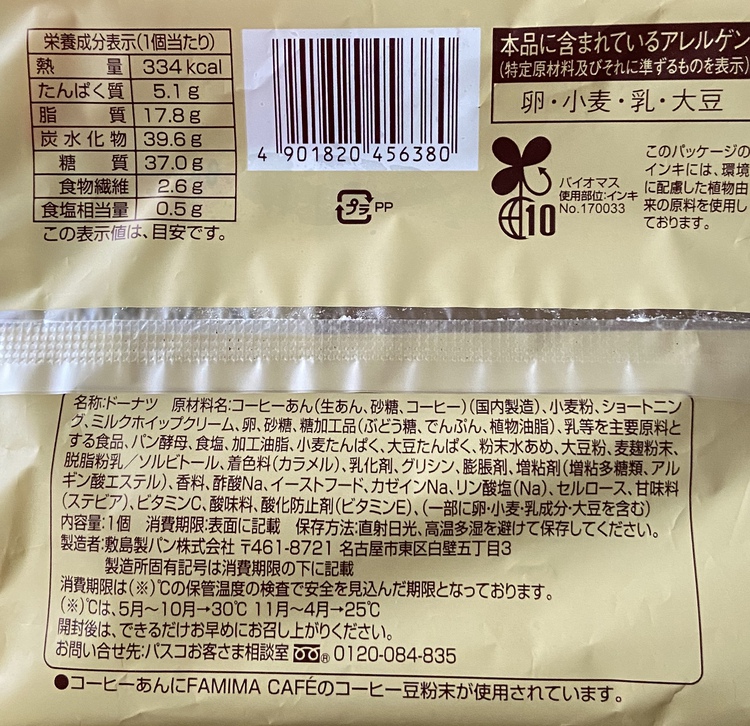 栄養成分表示(1個当たり)
熱量 334kcal
たんぱく質 5.1g
脂質 17.8g
炭水化物 39.6g
糖質 37.0g
食物繊維 2.6g
食塩相当量 0.5g
この表示値は、目安です。
4 901820 456380
プラ PP
本品に含まれているアレルゲン
(特定原材料及びそれに準ずるものを表示)
卵・小麦・乳・大豆
10
バイオマス
使用部位:インキ
No.170033
このパッケージの
インキには、環境
に配慮した植物由
来の原料を使用し
ております。
名称:ドーナツ 原材料名:コーヒーあん(生あん、砂糖、コーヒー)(国内製造)、小麦粉、ショートニン
グ、ミルクホイップクリーム、卵、砂糖、糖加工品(ぶどう糖、でんぷん、植物油脂)、乳等を主要原料と
する食品、パン酵母、食塩、加工油脂、小麦たんぱく、大豆たんぱく、粉末水あめ、大豆粉、麦麹粉末、
脱脂粉乳/ソルビトール、着色料(カラメル)、乳化剤、グリシン、膨脹剤、増粘剤(増粘多糖類、アル
ギン酸エステル)、香料、酢酸Na、イーストフード、カゼインNa、リン酸塩(Na)、セルロース、甘味料
(ステビア)、ビタミンC、酸味料、酸化防止剤(ビタミンE)、(一部に卵・小麦・乳成分・大豆を含む)
内容量:1個 消費期限:表面に記載 保存方法:直射日光、高温多湿を避けて保存してください。
製造者:敷島製パン株式会社 〒461-8721 名古屋市東区白壁五丁目3
製造所固有記号は消費期限の下に記載
消費期限は(※)℃の保管温度の検査で安全を見込んだ期限となっております。
(※)℃は、5月~10月→30℃ 11月~4月→25℃
開封後は、できるだけお早めにお召し上がりください。
お問い合せ先:パスコお客さま相談室 ® 0120-084-835
●コーヒーあんにFAMIMA CAFÉのコーヒー豆粉末が使用されています。